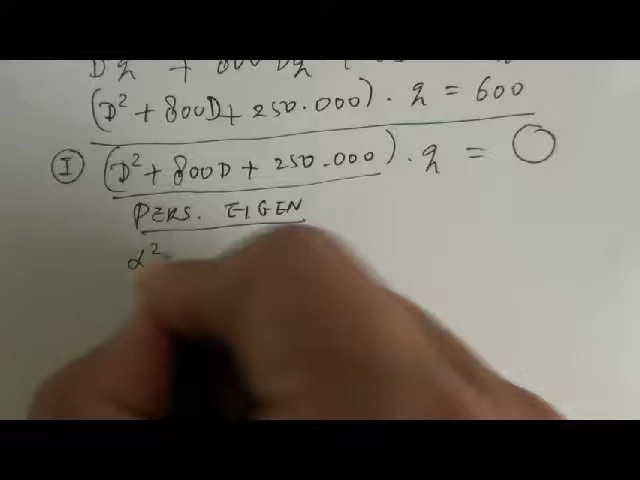 (D² + 800D + 250.000) . q = 600
I (D² + 800D + 250.000) . q = 0
PERS. EIGEN
α²